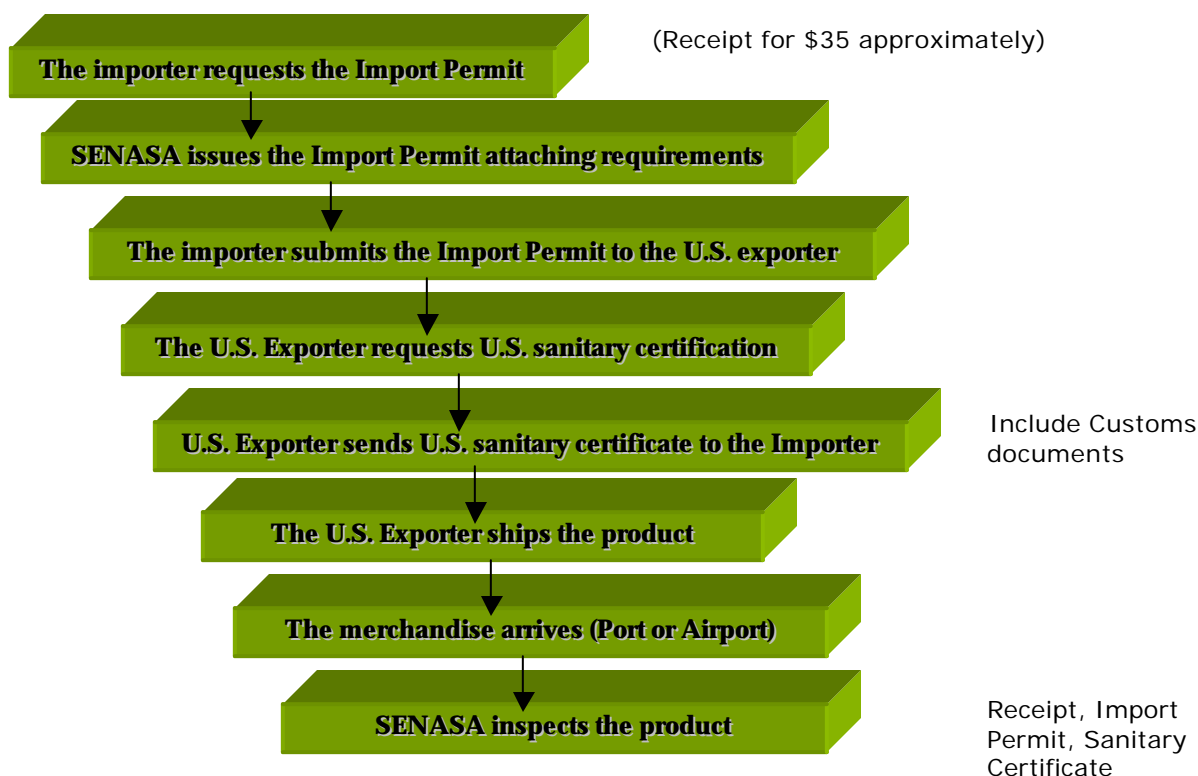 (Receipt for $35 approximately)
The importer requests the Import Permit
SENASA issues the Import Permit attaching requirements
The importer submits the Import Permit to the U.S. exporter
The U.S. Exporter requests U.S. sanitary certification
U.S. Exporter sends U.S. sanitary certificate to the Importer
Include Customs
documents
The U.S. Exporter ships the product
The merchandise arrives (Port or Airport)
SENASA inspects the product
Receipt, Import
Permit, Sanitary
Certificate